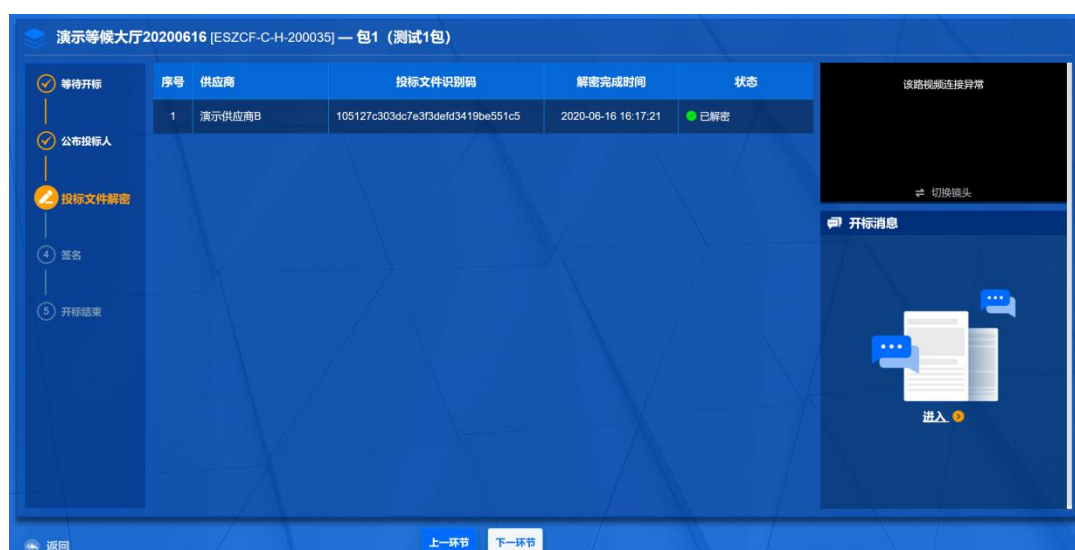 演示等候大厅20200616 [ESZCF-C-H-200035] — 包1（测试1包）
等待开标
公布投标人
投标文件解密
4 签名
5 开标结束
序号 供应商 投标文件识别码 解密完成时间 状态
1 演示供应商B 105127c303dc7e3f3defd3419be551c5 2020-06-16 16:17:21 已解密
该路视频连接异常
切换镜头
开标消息
进入
返回
上一环节 下一环节